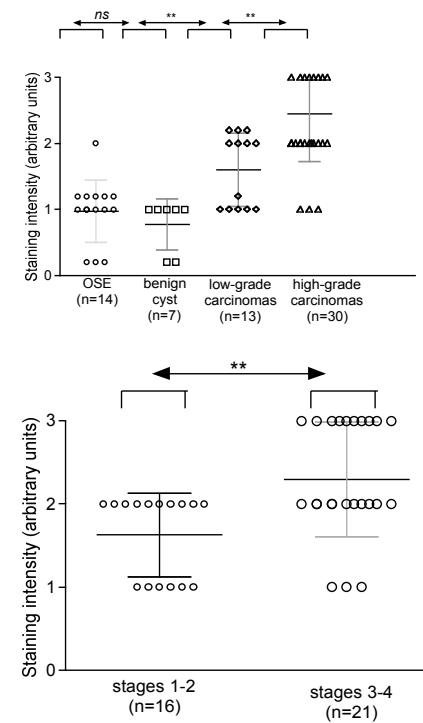 ns
**
**
Staining intensity (arbitrary units)
3
2
1
0
OSE
(n=14)
benign
cyst
(n=7)
low-grade
carcinomas
(n=13)
high-grade
carcinomas
(n=30)
**
Staining intensity (arbitrary units)
3
2
1
0
stages 1-2
(n=16)
stages 3-4
(n=21)